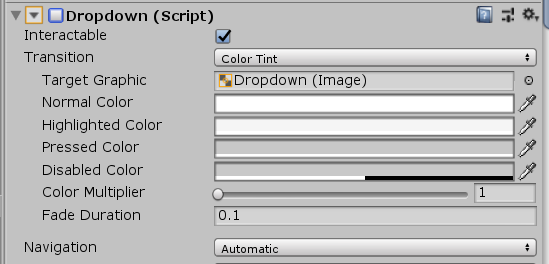 Dropdown (Script)
Interactable
Transition Color Tint
Target Graphic Dropdown (Image)
Normal Color
Highlighted Color
Pressed Color
Disabled Color
Color Multiplier 1
Fade Duration 0.1
Navigation Automatic